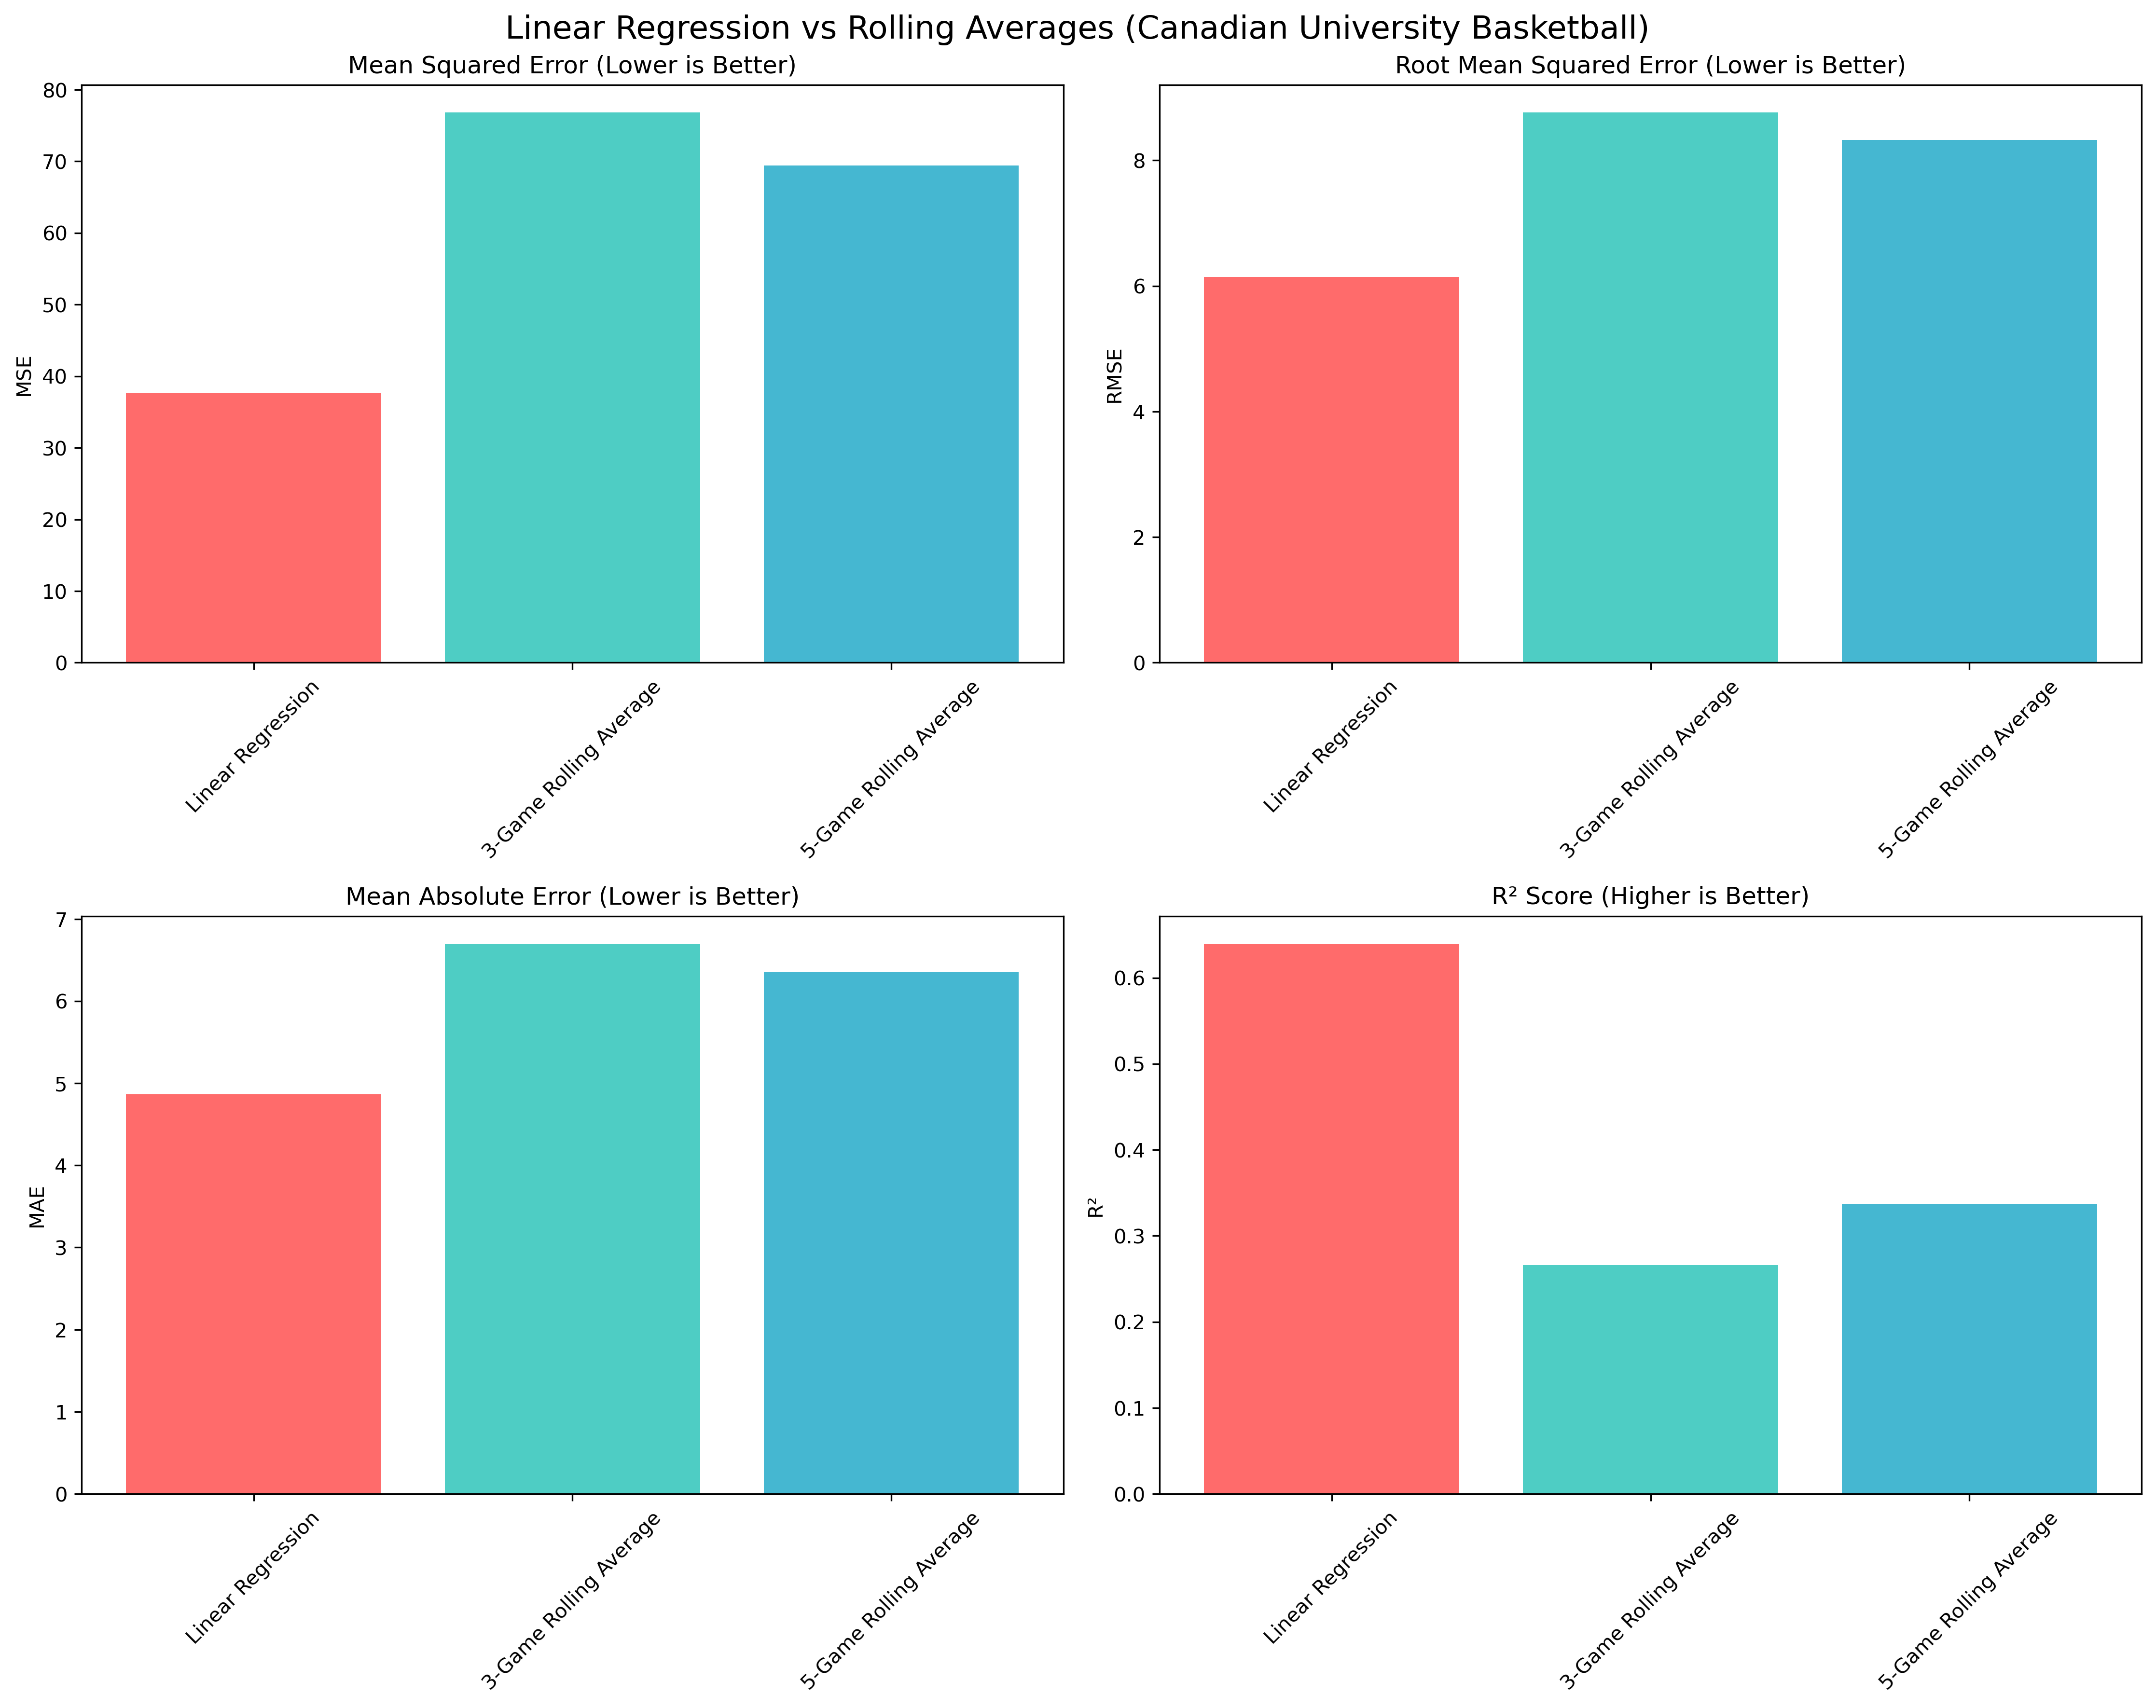 Linear Regression vs Rolling Averages (Canadian University Basketball)
Mean Squared Error (Lower is Better)
MSE
80
70
60
50
40
30
20
10
0
Linear Regression
3-Game Rolling Average
5-Game Rolling Average
Root Mean Squared Error (Lower is Better)
RMSE
8
6
4
2
0
Linear Regression
3-Game Rolling Average
5-Game Rolling Average
Mean Absolute Error (Lower is Better)
MAE
7
6
5
4
3
2
1
0
Linear Regression
3-Game Rolling Average
5-Game Rolling Average
R² Score (Higher is Better)
R²
0.6
0.5
0.4
0.3
0.2
0.1
0.0
Linear Regression
3-Game Rolling Average
5-Game Rolling Average